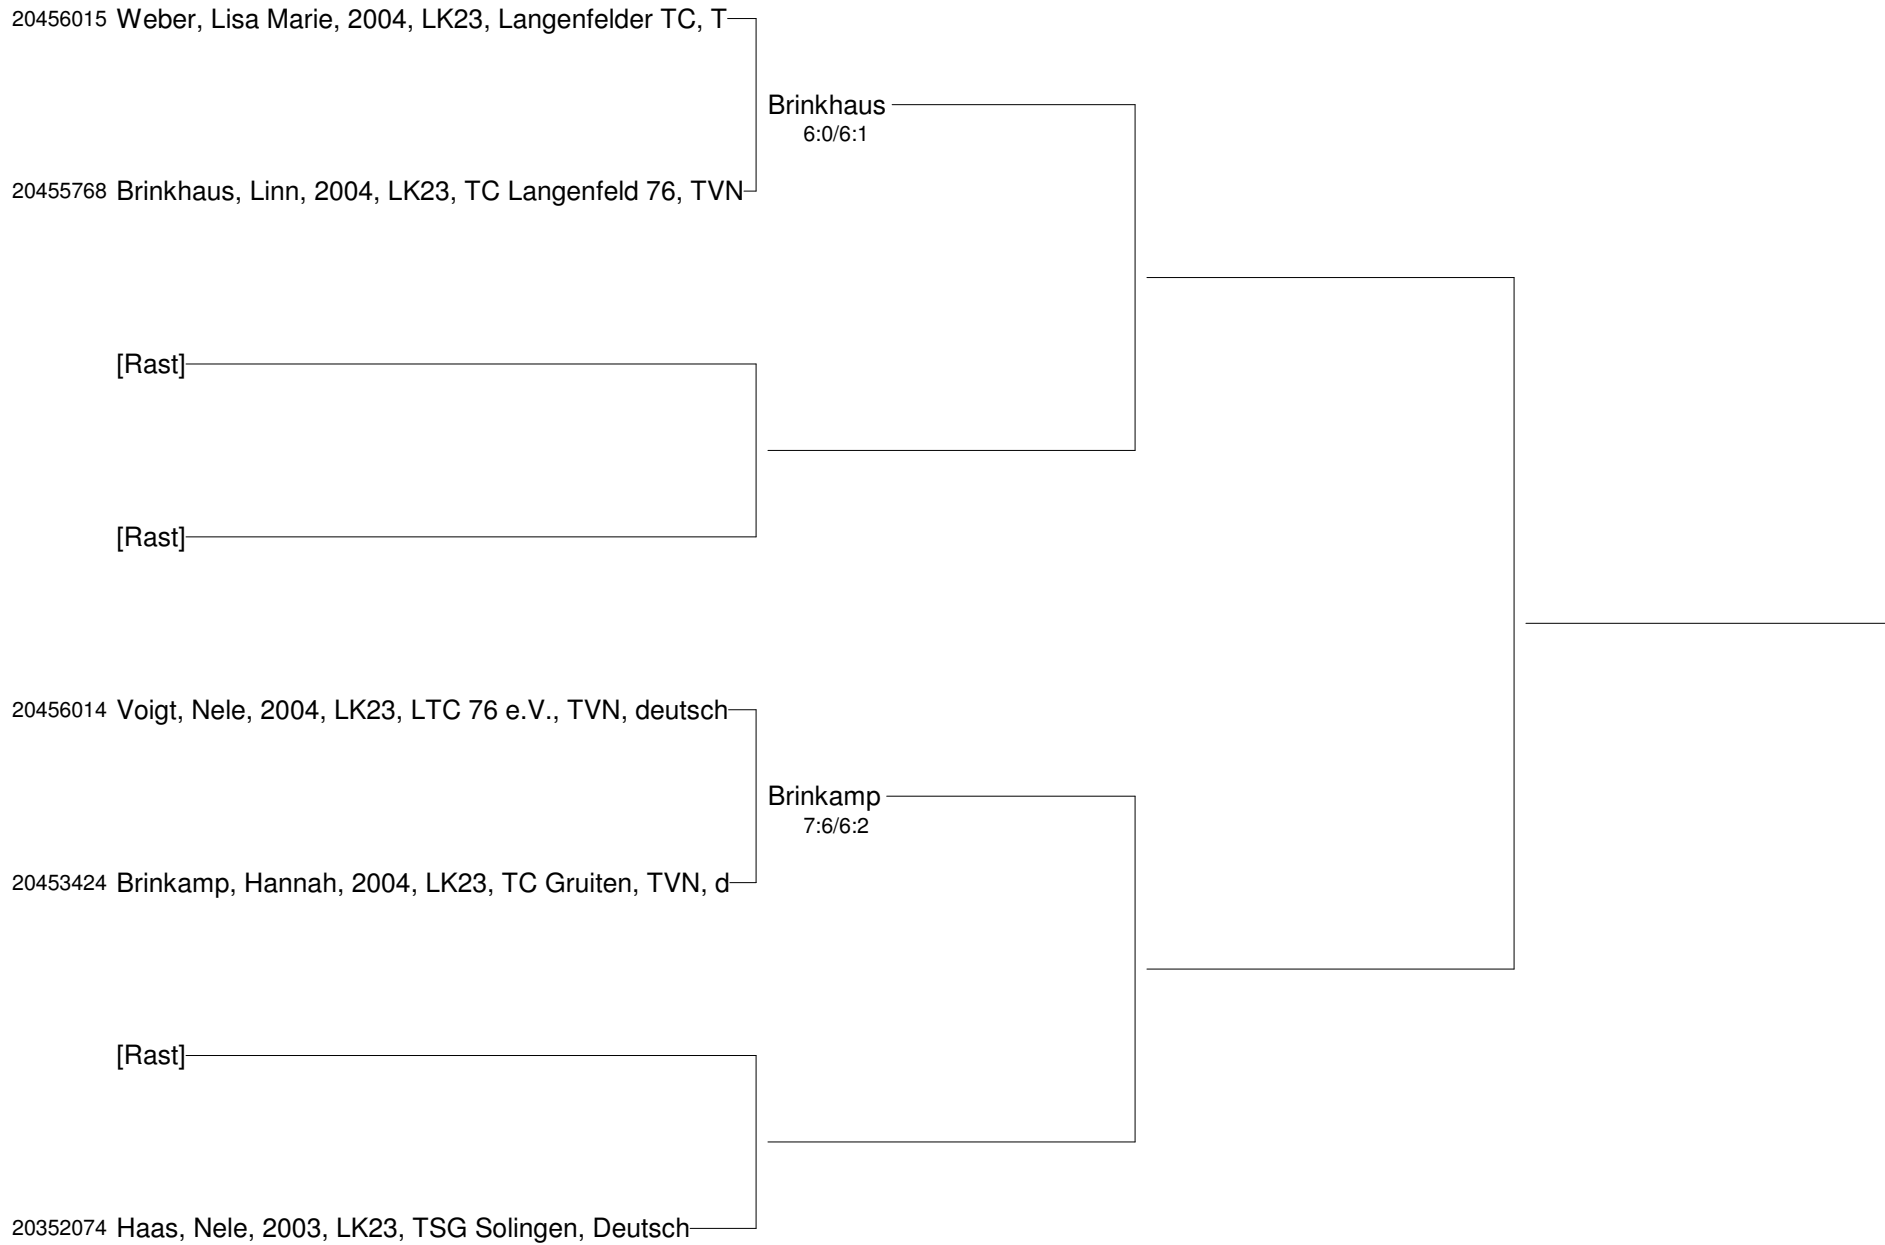 20456015 Weber, Lisa Marie, 2004, LK23, Langenfelder TC, T
Brinkhaus
6:0/6:1
20455768 Brinkhaus, Linn, 2004, LK23, TC Langenfeld 76, TVN
[Rast]
[Rast]
20456014 Voigt, Nele, 2004, LK23, LTC 76 e.V., TVN, deutsch
Brinkamp
7:6/6:2
20453424 Brinkamp, Hannah, 2004, LK23, TC Gruiten, TVN, d
[Rast]
20352074 Haas, Nele, 2003, LK23, TSG Solingen, Deutsch